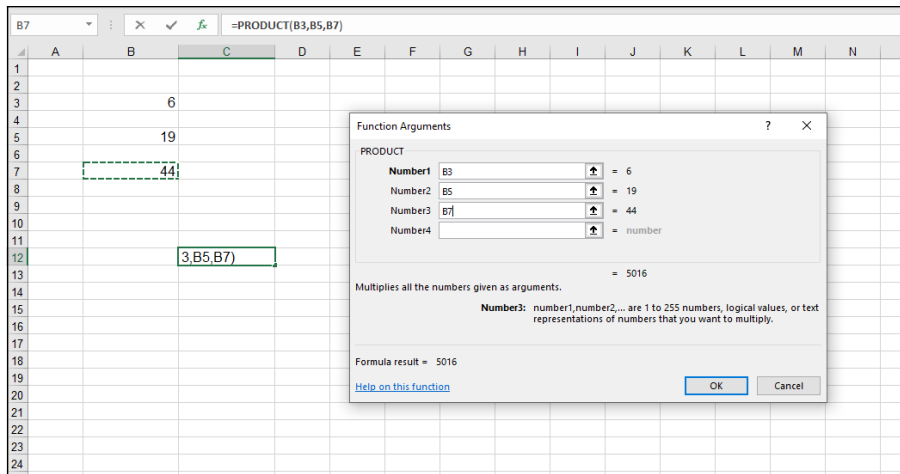 B7 fx =PRODUCT(B3,B5,B7)
A B C D E F G H I J K L M N
1
2
3 6
4
5 19
6
7 44
8
9
10
11
12 3,B5,B7)
13
14
15
16
17
18
19
20
21
22
23
24
Function Arguments ? X
PRODUCT
Number1 B3 = 6
Number2 B5 = 19
Number3 B7 = 44
Number4 = number
= 5016
Multiplies all the numbers given as arguments.
Number3: number1,number2,... are 1 to 255 numbers, logical values, or text
representations of numbers that you want to multiply.
Formula result = 5016
Help on this function OK Cancel